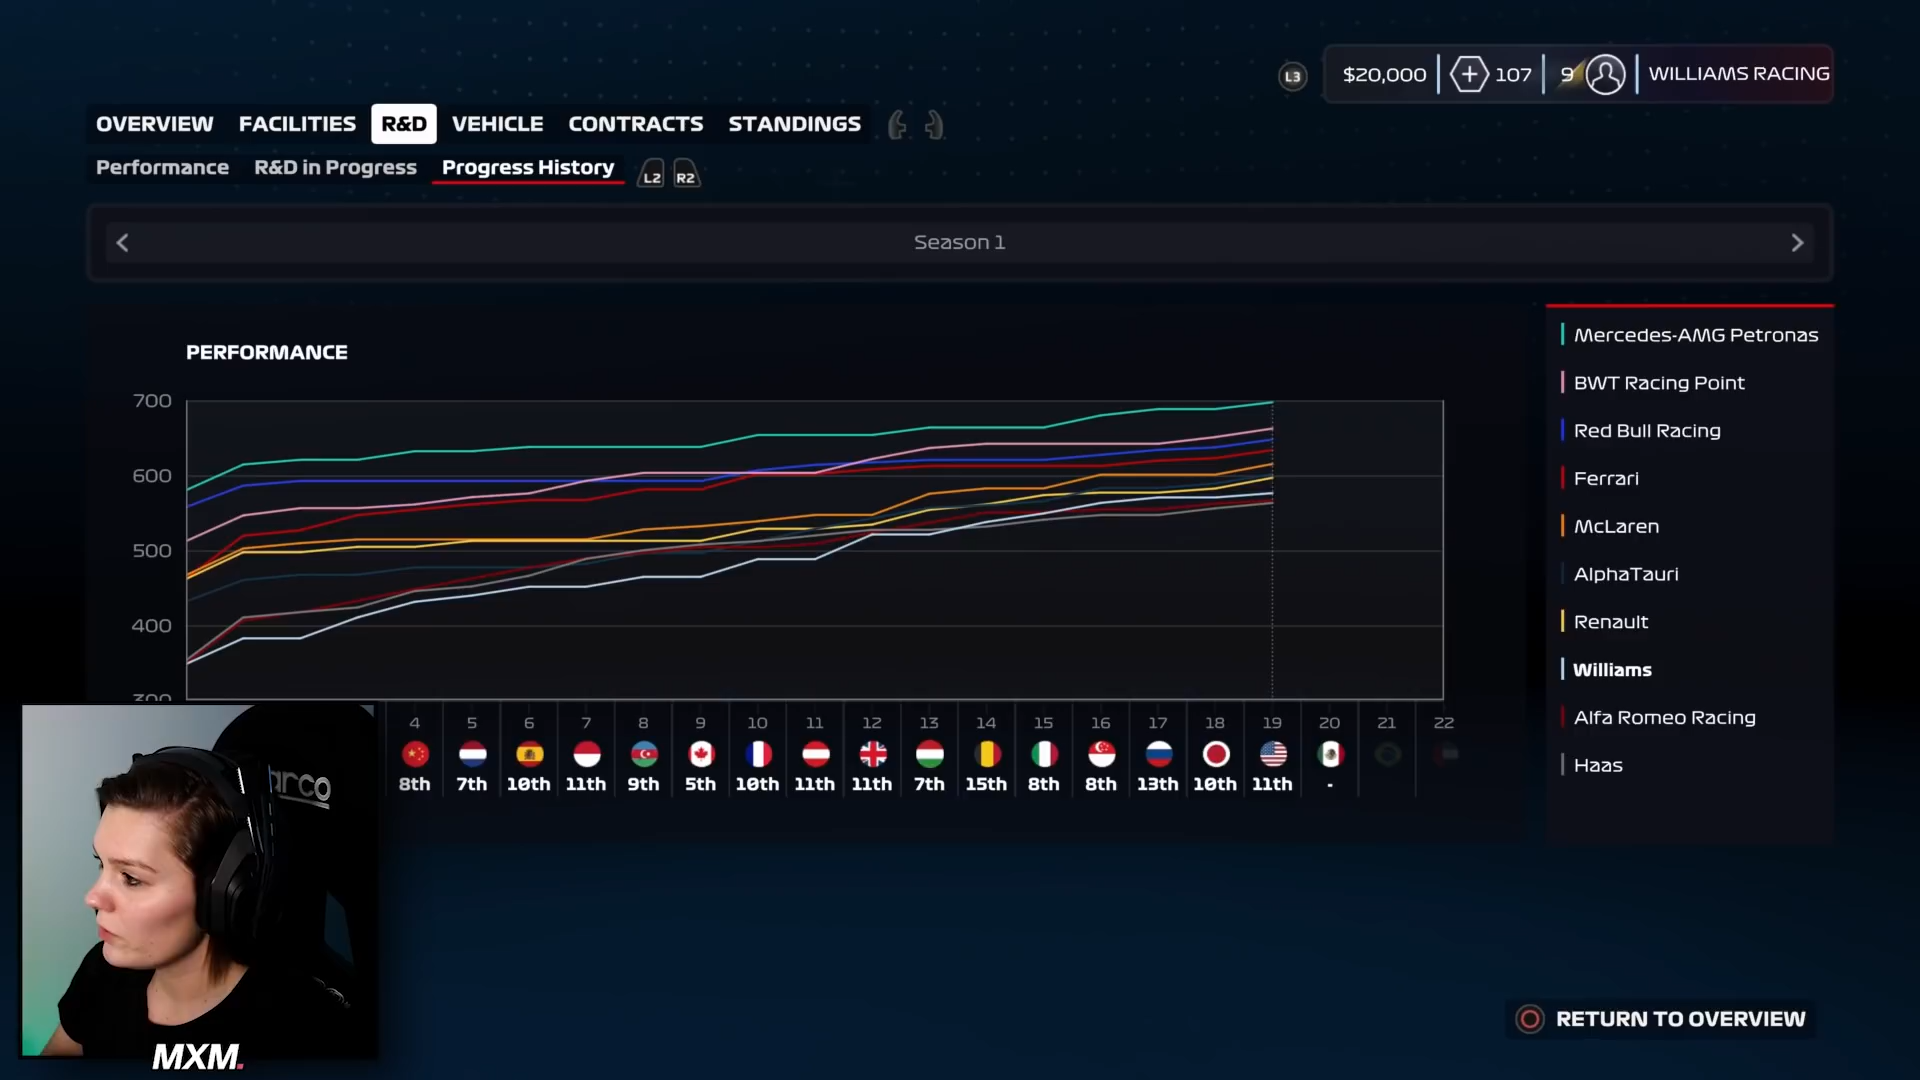 L3 $20,000 107 9 WILLIAMS RACING
OVERVIEW FACILITIES R&D VEHICLE CONTRACTS STANDINGS
Performance R&D in Progress Progress History L2 R2
Season 1
PERFORMANCE
700
600
500
400
300
4 5 6 7 8 9 10 11 12 13 14 15 16 17 18 19 20 21 22
8th 7th 10th 11th 9th 5th 10th 11th 11th 7th 15th 8th 8th 13th 10th 11th -
Mercedes-AMG Petronas
BWT Racing Point
Red Bull Racing
Ferrari
McLaren
AlphaTauri
Renault
Williams
Alfa Romeo Racing
Haas
arco
MXM.
RETURN TO OVERVIEW